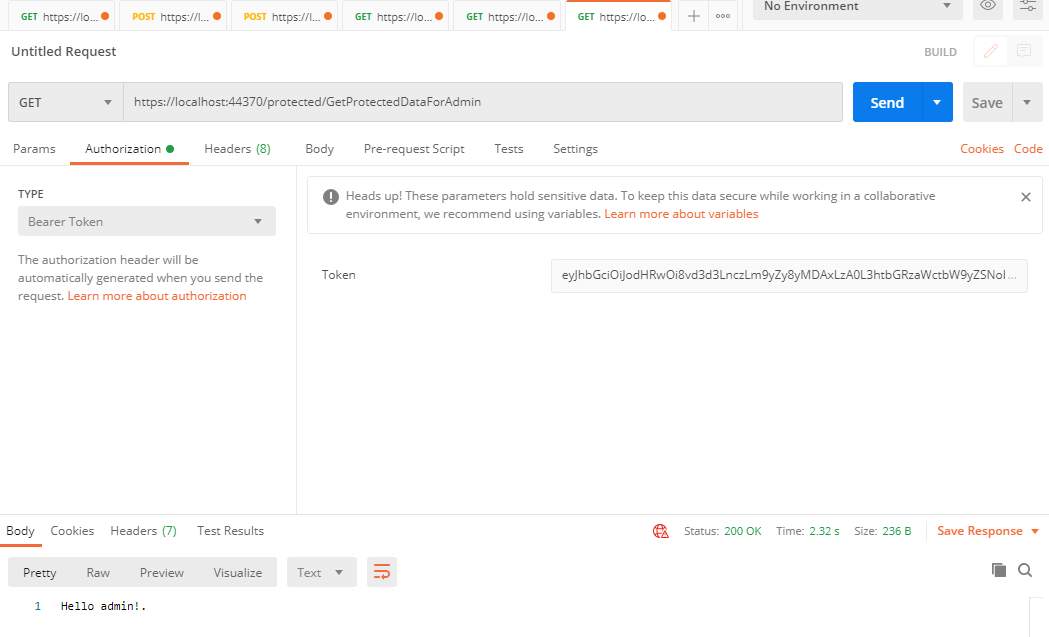 GET https://lo... POST https://l... POST https://l... GET https://lo... GET https://lo... GET https://lo... No Environment
Untitled Request BUILD
GET https://localhost:44370/protected/GetProtectedDataForAdmin Send Save
Params Authorization Headers (8) Body Pre-request Script Tests Settings Cookies Code
TYPE
Bearer Token
The authorization header will be
automatically generated when you send the
request. Learn more about authorization
Heads up! These parameters hold sensitive data. To keep this data secure while working in a collaborative
environment, we recommend using variables. Learn more about variables
Token eyJhbGciOiJodHRwOi8vd3d3LnczLm9yZy8yMDAxLzA0L3htbGRzaWctbW9yZSNoI...
Body Cookies Headers (7) Test Results Status: 200 OK Time: 2.32 s Size: 236 B Save Response
Pretty Raw Preview Visualize Text
1 Hello admin!.